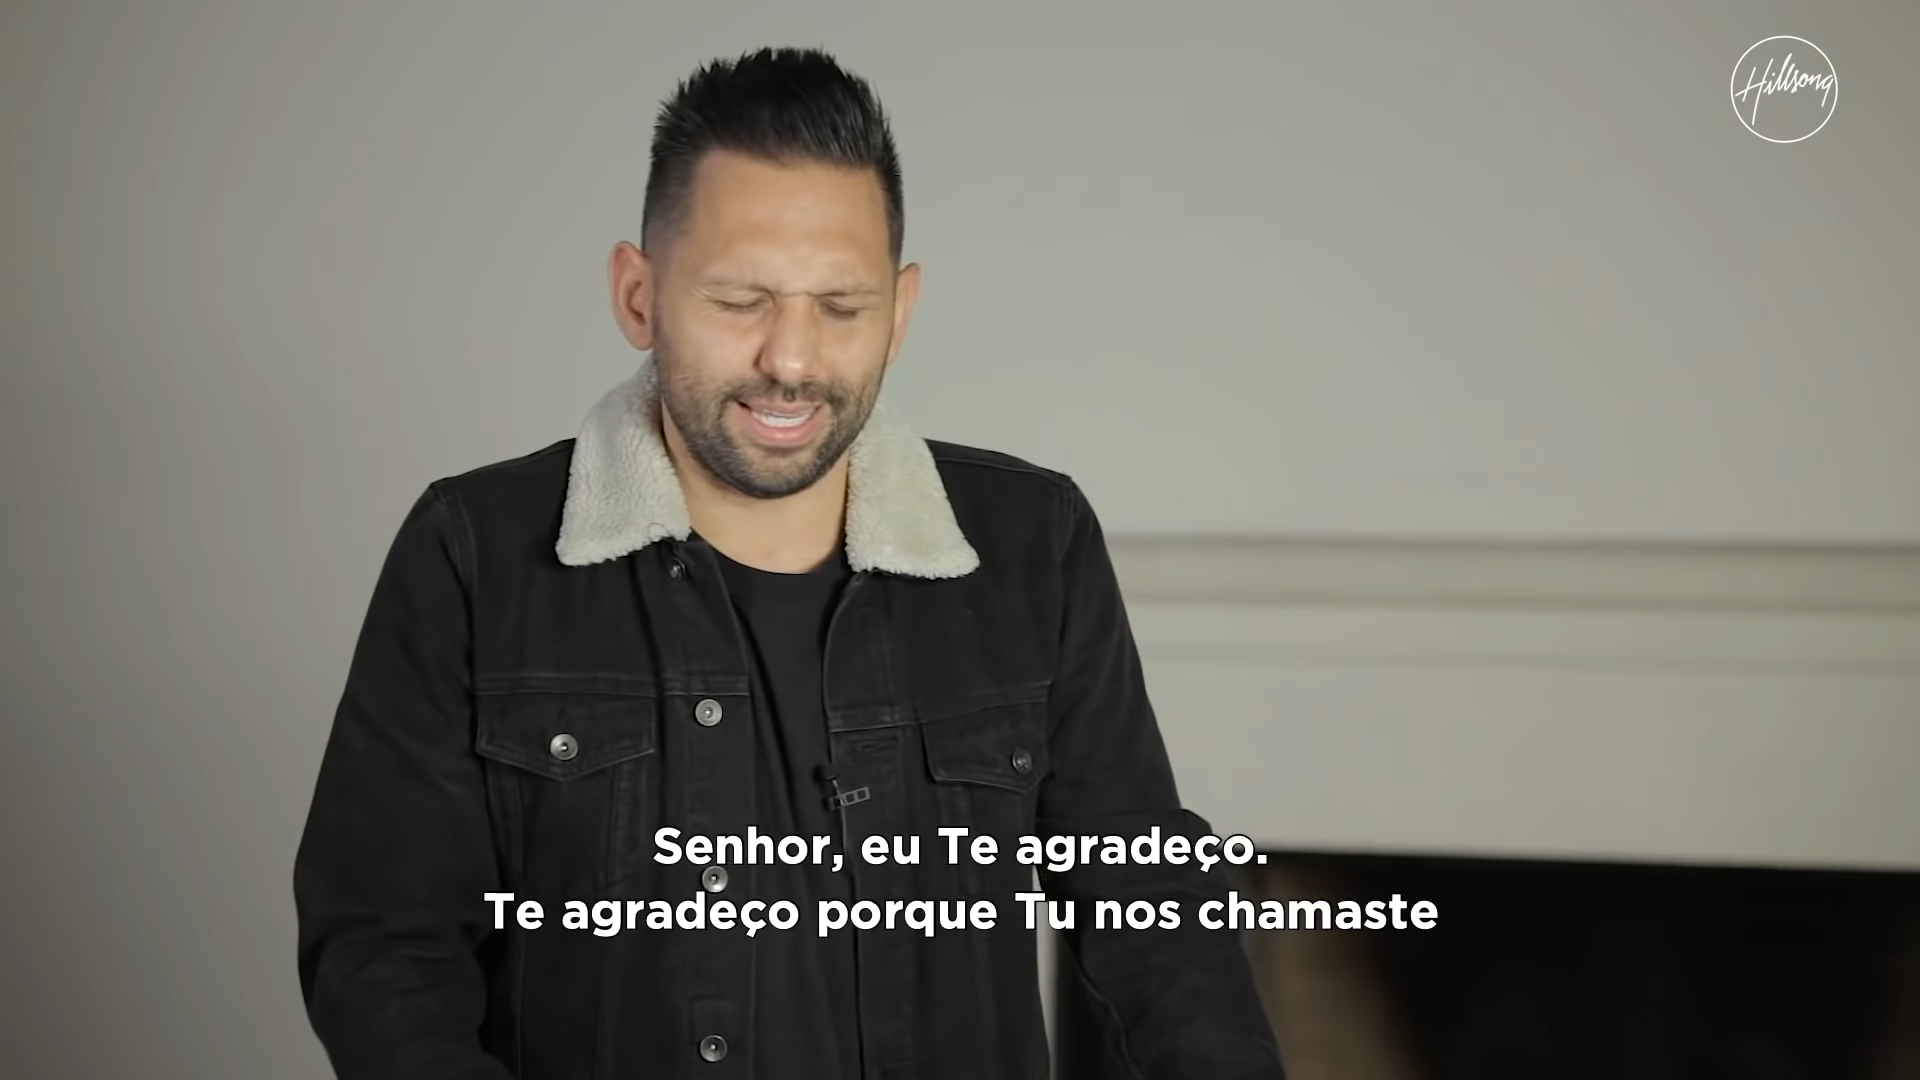 Hillsong
Senhor, eu Te agradeço.
Te agradeço porque Tu nos chamaste